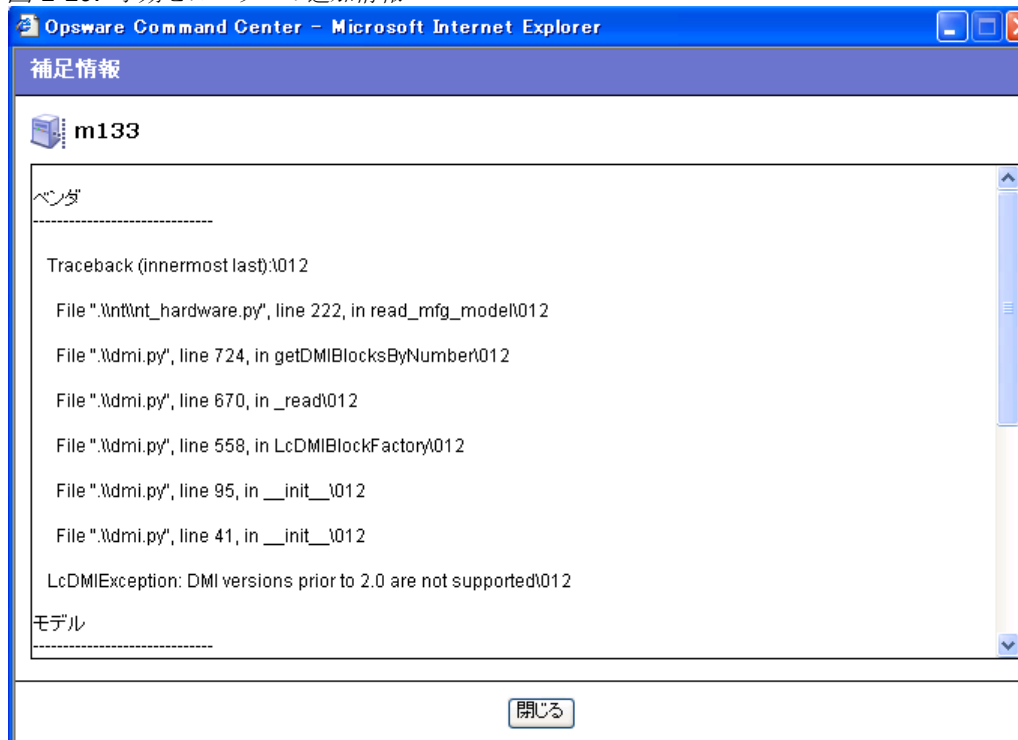 追加情報
Opsware Command Center - Microsoft Internet Explorer
補足情報
m133
ベンダ
------------------------------
Traceback (innermost last):\012
File ".\\nt\\nt_hardware.py", line 222, in read_mfg_model\012
File ".\\dmi.py", line 724, in getDMIBlocksByNumber\012
File ".\\dmi.py", line 670, in _read\012
File ".\\dmi.py", line 558, in LcDMIBlockFactory\012
File ".\\dmi.py", line 95, in __init__\012
File ".\\dmi.py", line 41, in __init__\012
LcDMIException: DMI versions prior to 2.0 are not supported\012
モデル
------------------------------
閉じる